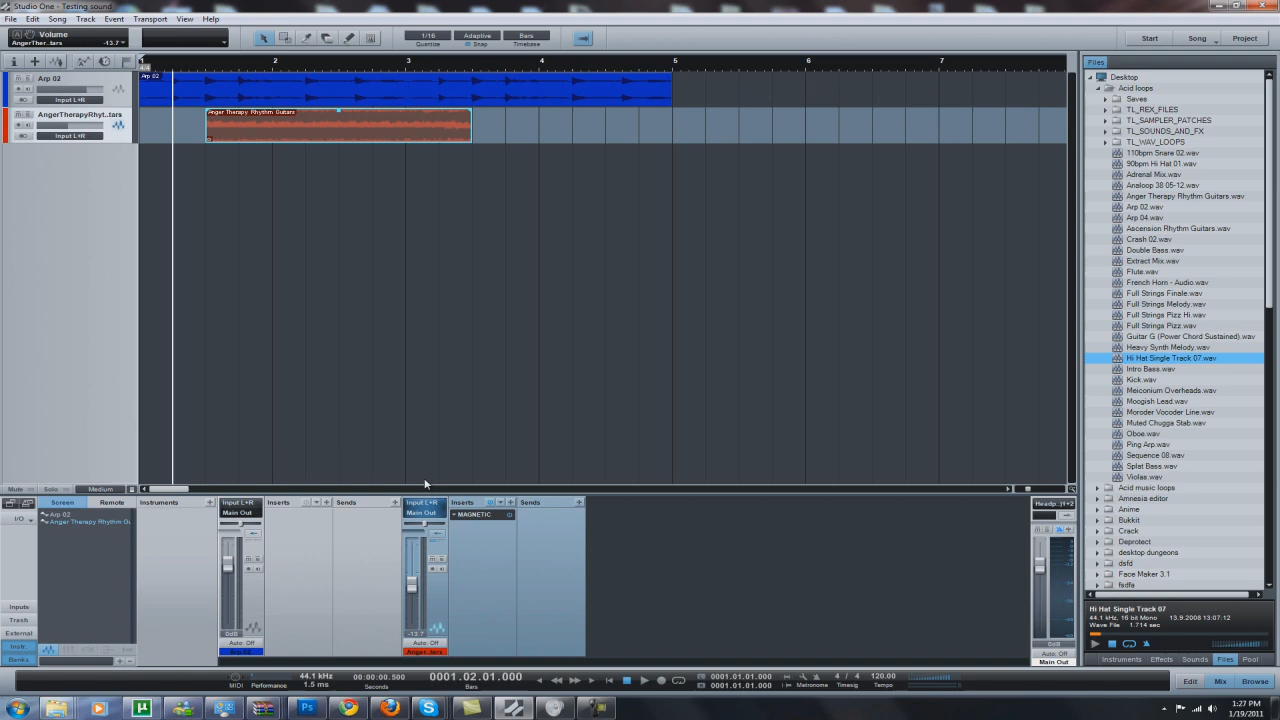 Studio One - Testing sound
File Edit Song Track Event Transport View Help
Volume
AngerTher...tars -13.7
1/16 Adaptive Bars
Quantize Snap Timebase
Start Song Project
1 2 3 4 5 6 7
4/4
Arp 02
Input L+R
AngerTherapyRhyt...tars
Input L+R
Arp 02
Anger Therapy Rhythm Guitars
Files
Desktop
Acid loops
Seves
TL_REX_FILES
TL_SAMPLER_PATCHES
TL_SOUNDS_AND_FX
TL_WAV_LOOPS
110bpm Snare 02.wav
90bpm Hi Hat 01.wav
Adrenal Mix.wav
Analoop 38 05-12.wav
Anger Therapy Rhythm Guitars.wav
Arp 02.wav
Arp 04.wav
Ascension Rhythm Guitars.wav
Crash 02.wav
Double Bass.wav
Extract Mix.wav
Flute.wav
French Horn - Audio.wav
Full Strings Finale.wav
Full Strings Melody.wav
Full Strings Pizz Hi.wav
Full Strings Pizz.wav
Guitar G (Power Chord Sustained).wav
Heavy Synth Melody.wav
Hi Hat Single Track 07.wav
Intro Bass.wav
Kick.wav
Meiconium Overheads.wav
Moogish Lead.wav
Moroder Vocoder Line.wav
Muted Chugga Stab.wav
Oboe.wav
Ping Arp.wav
Sequence 08.wav
Splat Bass.wav
Violas.wav
Acid music loops
Amnesia editor
Anime
Bukkit
Crack
Deprotect
desktop dungeons
dsfd
Face Maker 3.1
fsdfa
Hi Hat Single Track 07
44.1 kHz, 16 bit Mono 13.9.2008 13:07:12
Wave File 1.714 sec
Instruments Effects Sounds Files Pool
Mute Solo Medium
Screen Remote
I/O
Arp 02
Anger Therapy Rhythm Gu
Inputs
Trash
External
Instr.
Banks
Instruments
Input L+R
Main Out
Inserts Sends
0dB
Auto: Off
Arp 02
Input L+R
Main Out
Inserts Sends
MAGNETIC
-13.7
Auto: Off
Anger...tars
Headp...j1+2
0dB
Auto: Off
Main Out
MIDI Performance
44.1 kHz
1.5 ms
00:00:00.500
Seconds
0001.02.01.000
Bars
0001.01.01.000
0001.01.01.000
Metronome
4 / 4
Timesig
120.00
Tempo
Edit Mix Browse
1:27 PM
1/19/2011